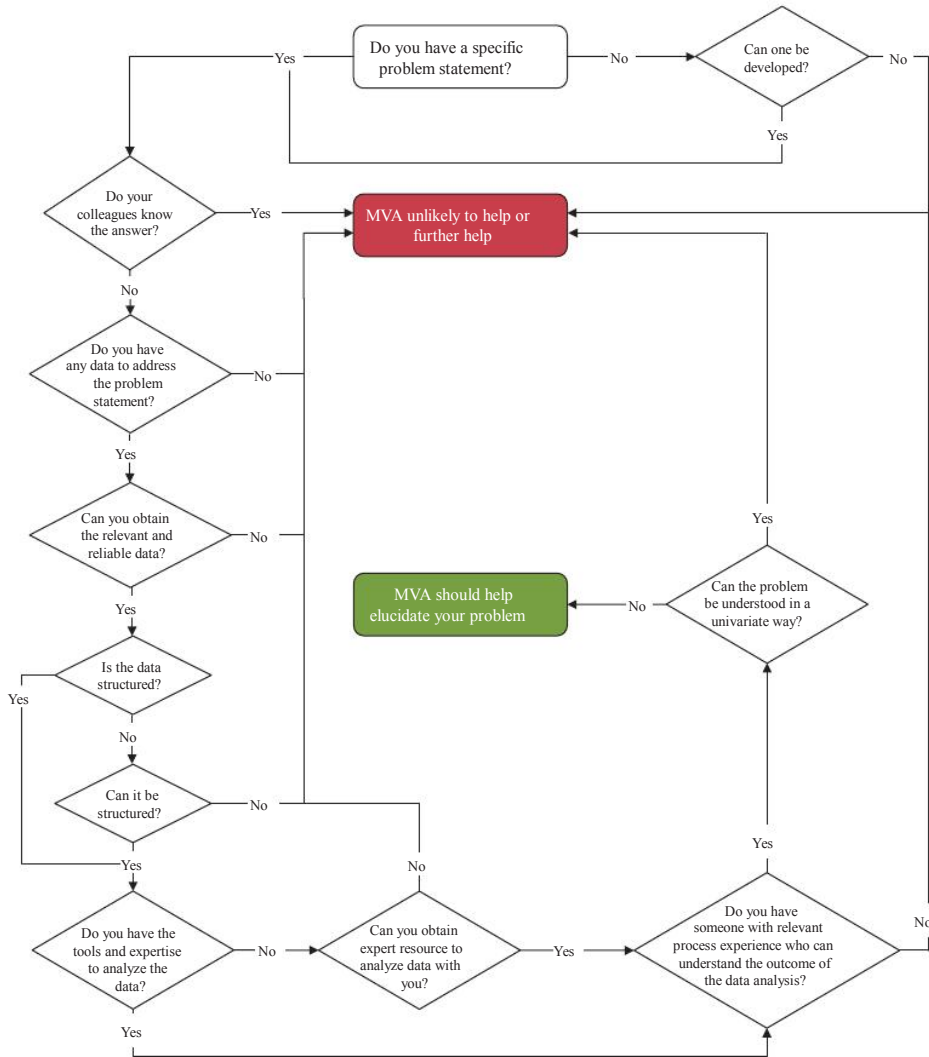 Do you have a specific
problem statement?
Yes
No
Can one be
developed?
No
Yes
Do your
colleagues know
the answer?
Yes
MVA unlikely to help or
further help
No
Do you have
any data to address
the problem
statement?
No
Yes
Can you obtain
the relevant and
reliable data?
No
Yes
Yes
MVA should help
elucidate your problem
No
Can the problem
be understood in a
univariate way?
Is the data
structured?
Yes
No
Can it be
structured?
No
Yes
Yes
No
Do you have the
tools and expertise
to analyze the
data?
No
Can you obtain
expert resource to
analyze data with
you?
Yes
Do you have
someone with relevant
process experience who can
understand the outcome of
the data analysis?
No
Yes